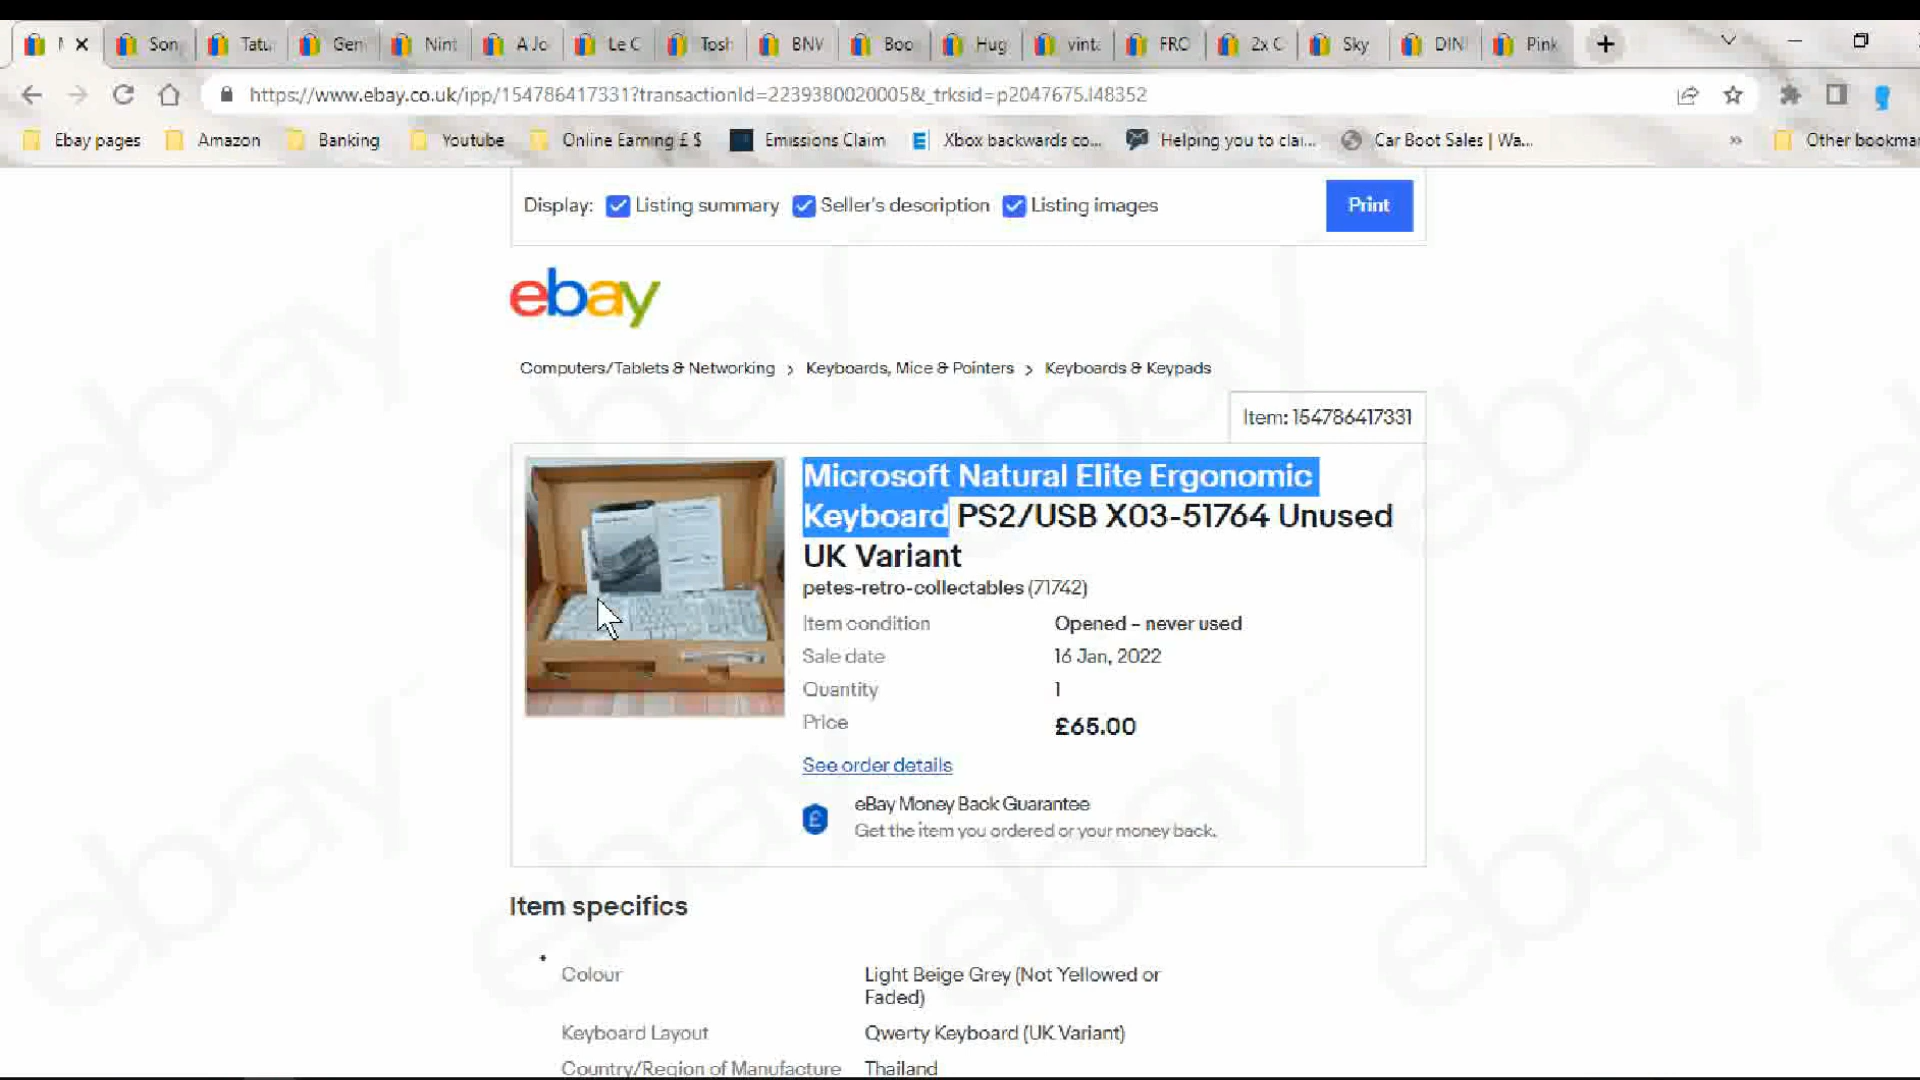 Son
Tatu
Gen
Nint
A Jo
Le C
Tosh
BNV
Boo
Hug
vint
FRO
2x C
Sky
DIN
Pink
https://www.ebay.co.uk/ipp/154786417331?transactionId=2239380020005&_trksid=p2047675.l48352
Ebay pages
Amazon
Banking
Youtube
Online Earning £ $
Emissions Claim
Xbox backwards co...
Helping you to clai...
Car Boot Sales | Wa...
»
Other bookma
Display: Listing summary Seller's description Listing images Print
ebay
Computers/Tablets & Networking > Keyboards, Mice & Pointers > Keyboards & Keypads
Item: 154786417331
Microsoft Natural Elite Ergonomic
Keyboard PS2/USB X03-51764 Unused
UK Variant
petes-retro-collectables (71742)
Item condition Opened – never used
Sale date 16 Jan, 2022
Quantity 1
Price £65.00
See order details
eBay Money Back Guarantee
Get the item you ordered or your money back.
Item specifics
Colour Light Beige Grey (Not Yellowed or
Faded)
Keyboard Layout Qwerty Keyboard (UK Variant)
Country/Region of Manufacture Thailand